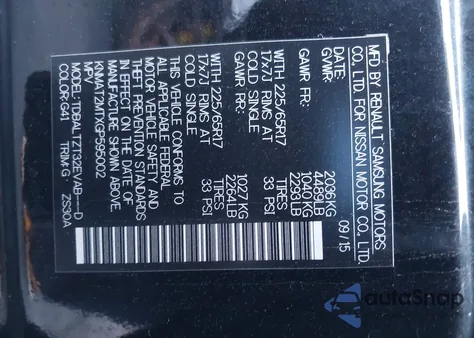 MFD BY RENAULT SAMSUNG MOTORS
CO., LTD. FOR NISSAN MOTOR CO., LTD.
09/15
GVWR: 2036KG
4489LB
GAWR FR: 1040KG
2293LB
WITH 225/65R17 TIRES
17x7J RIMS AT 33 PSI
COLD SINGLE
GAWR RR: 1027KG
2264LB
WITH 225/65R17 TIRES
17x7J RIMS AT 33 PSI
COLD SINGLE
THIS VEHICLE CONFORMS TO
ALL APPLICABLE FEDERAL
MOTOR VEHICLE SAFETY AND
THEFT PREVENTION STANDARDS
IN EFFECT ON THE DATE OF
MANUFACTURE SHOWN ABOVE.
KNMAT2MTXGP595002
MPV
MODEL: TDBALTZT32EVAB---D
COLOR:G41 TRIM:G ZS30A
autoSnap